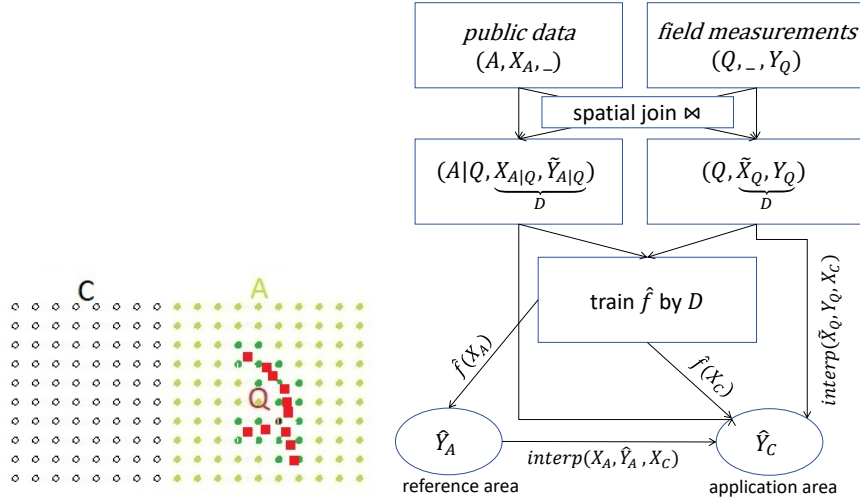 C
A
Q
public data
(A, X_A, _)
field measurements
(Q, _, Y_Q)
spatial join ⋈
(A|Q, X_{A|Q}, Ỹ_{A|Q})
D
(Q, X̃_Q, Y_Q)
D
train f̂ by D
f̂(X_A)
f̂(X_C)
interp(X̃_Q, Y_Q, X_C)
Ŷ_A
interp(X_A, Ŷ_A, X_C)
Ŷ_C
reference area
application area